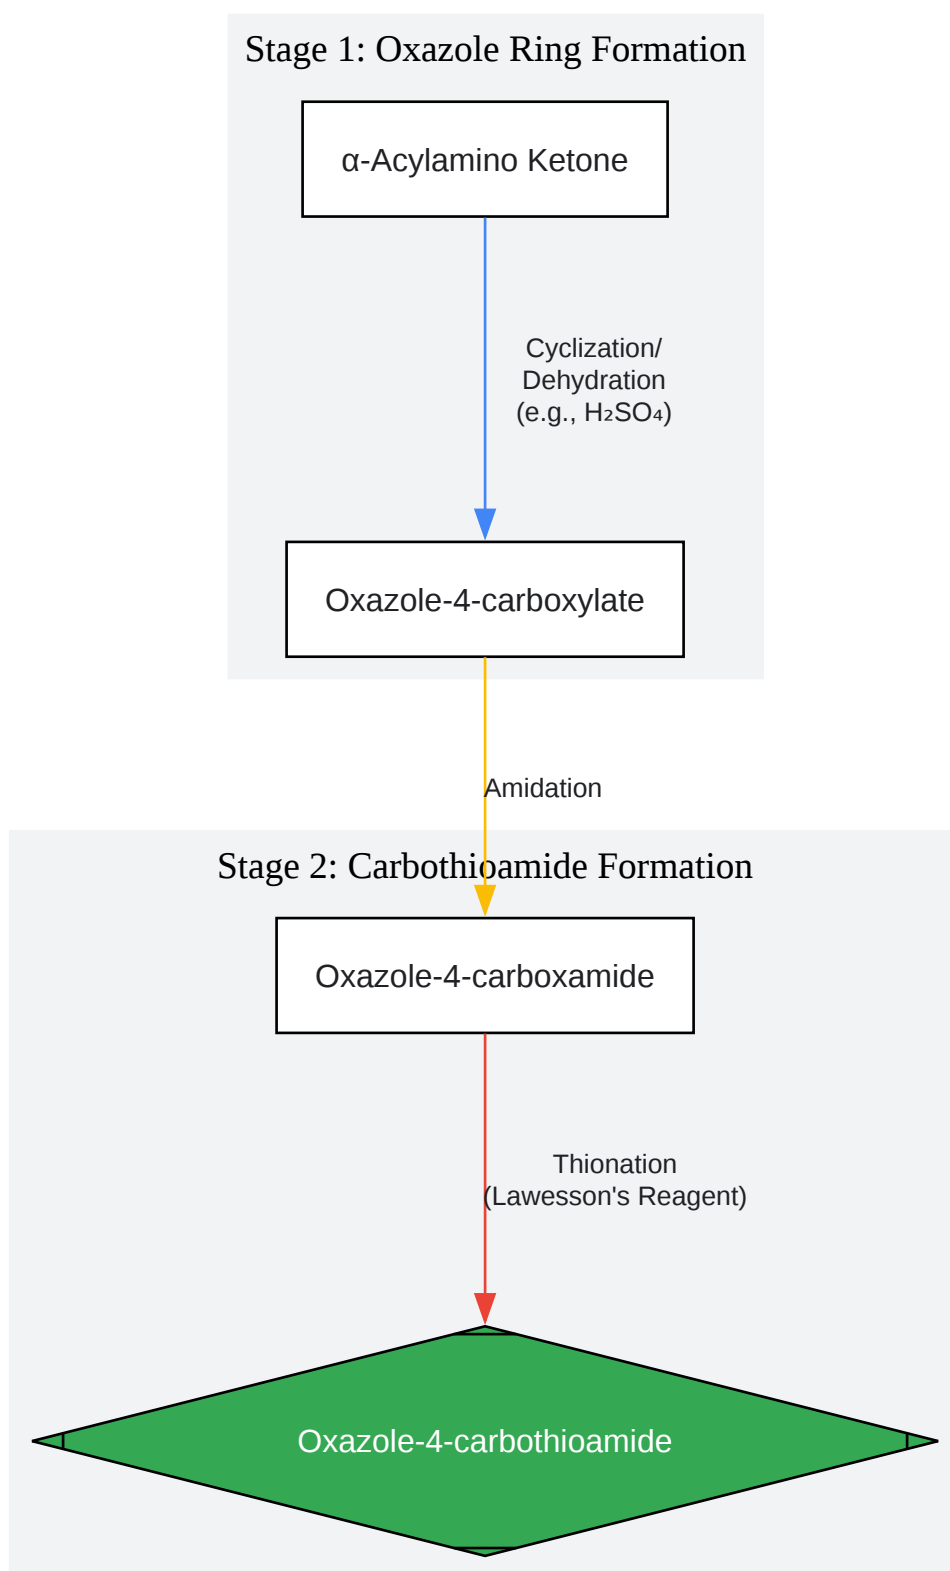 Stage 1: Oxazole Ring Formation
α-Acylamino Ketone
Cyclization/
Dehydration
(e.g., H₂SO₄)
Oxazole-4-carboxylate
Amidation
Stage 2: Carbothioamide Formation
Oxazole-4-carboxamide
Thionation
(Lawesson's Reagent)
Oxazole-4-carbothioamide